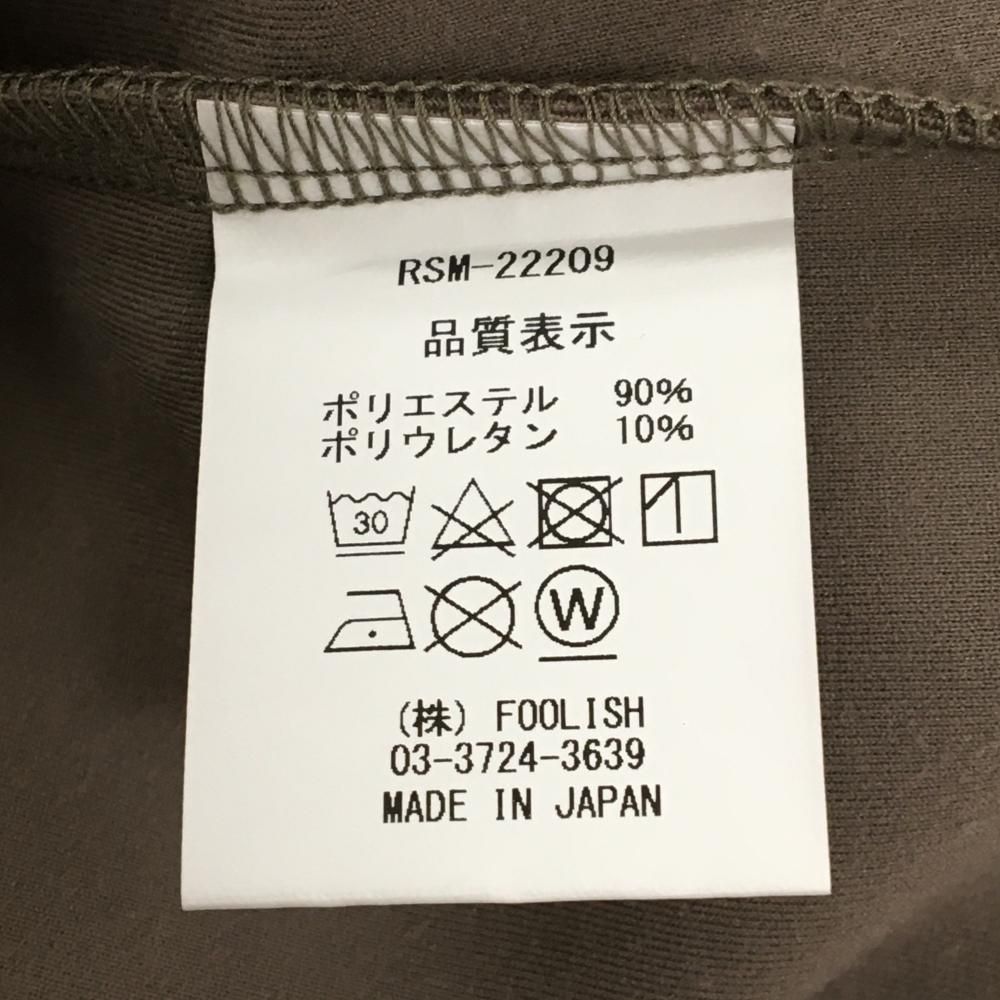 RSM-22209
品質表示
ポリエステル 90%
ポリウレタン 10%
30
W
(株) FOOLISH
03-3724-3639
MADE IN JAPAN